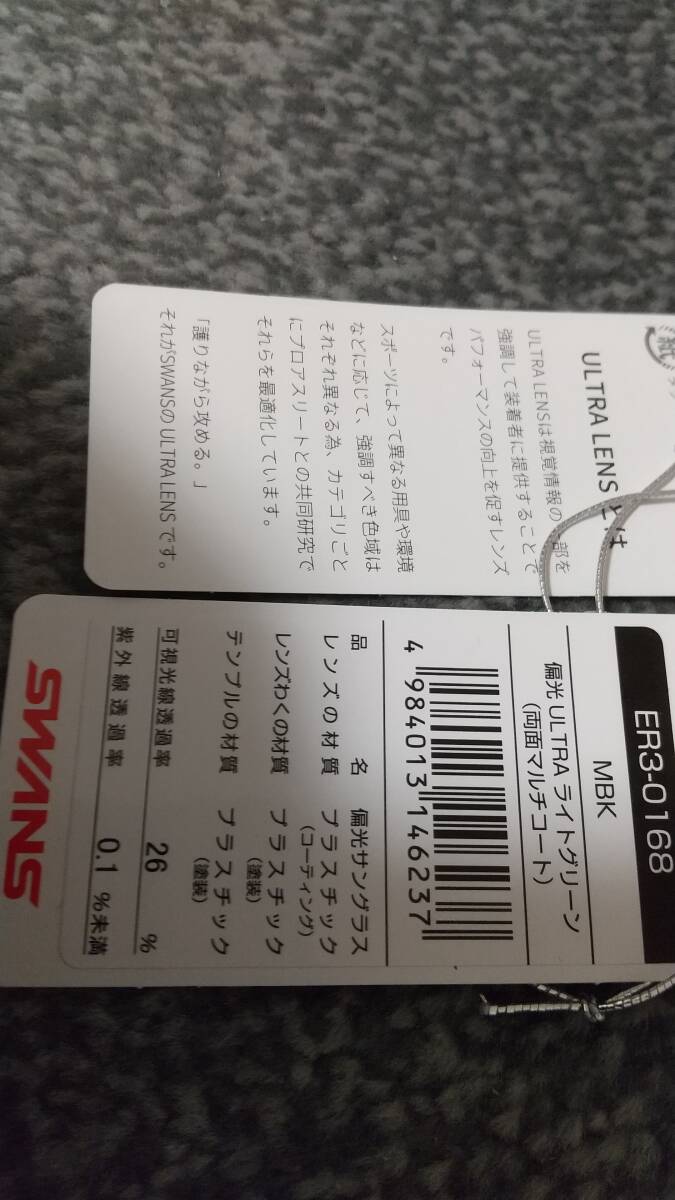 紙
ULTRA LENSとは
ULTRA LENSは視覚情報の一部を
強調して装着者に提供することで
パフォーマンスの向上を促すレンズ
です。
スポーツによって異なる用具や環境
などに応じて、強調すべき色域は
それぞれ異なる為、カテゴリごと
にプロアスリートとの共同研究で
それらを最適化しています。
「護りながら攻める。」
それがSWANSのULTRA LENSです。
ER3-0168
MBK
偏光 ULTRA ライトグリーン
(両面マルチコート)
4 984013 146237
品名 偏光サングラス
レンズの材質 プラスチック
(コーティング)
レンズわくの材質 プラスチック
(塗装)
テンプルの材質 プラスチック
(塗装)
可視光線透過率 26 %
紫外線透過率 0.1 %未満
SWANS